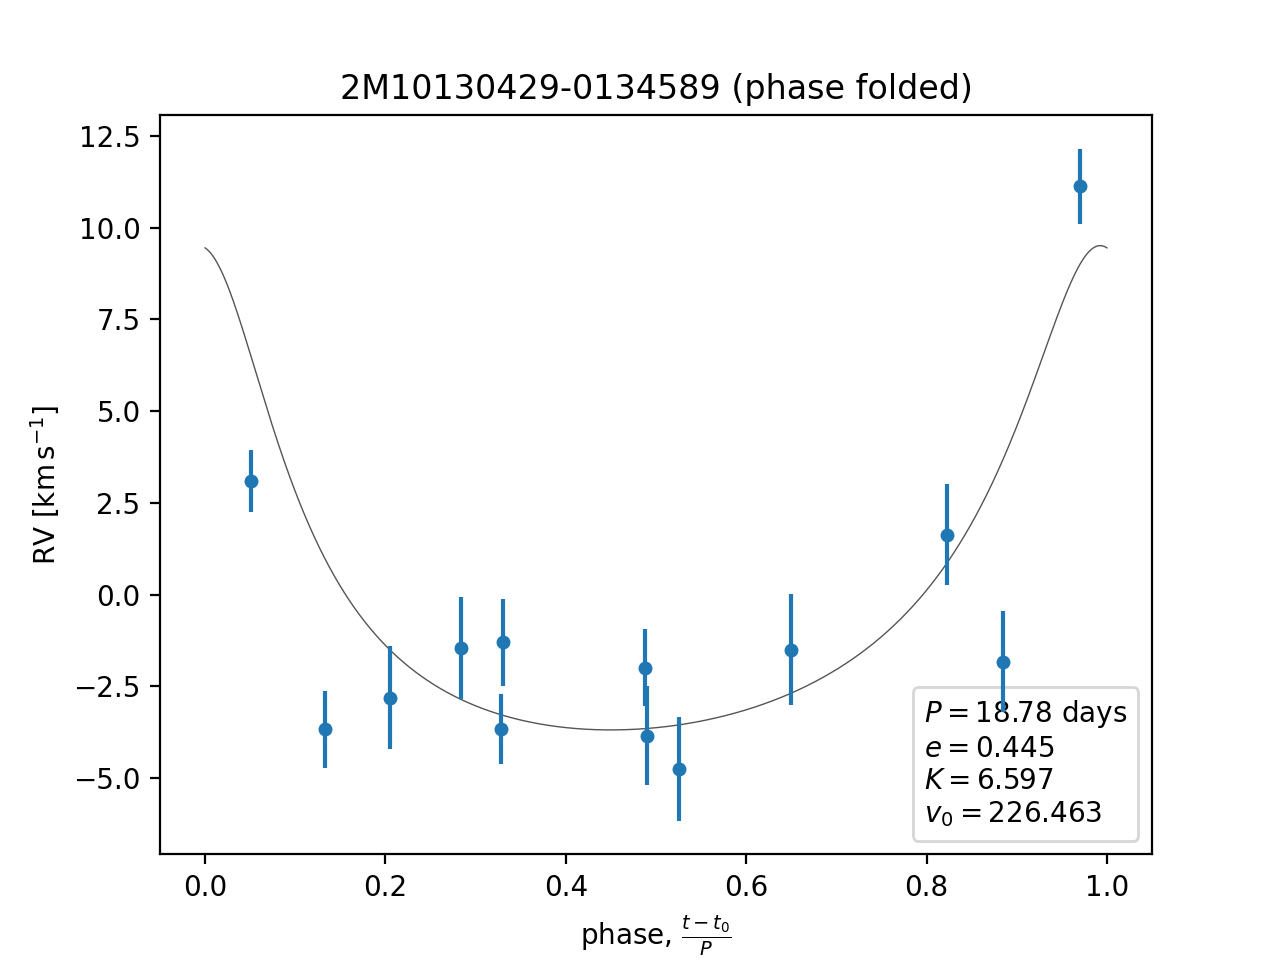 2M10130429-0134589 (phase folded)
12.5
10.0
7.5
5.0
2.5
0.0
−2.5
−5.0
RV [km s⁻¹]
P = 18.78 days
e = 0.445
K = 6.597
v₀ = 226.463
0.0 0.2 0.4 0.6 0.8 1.0
phase, (t − t₀)/P